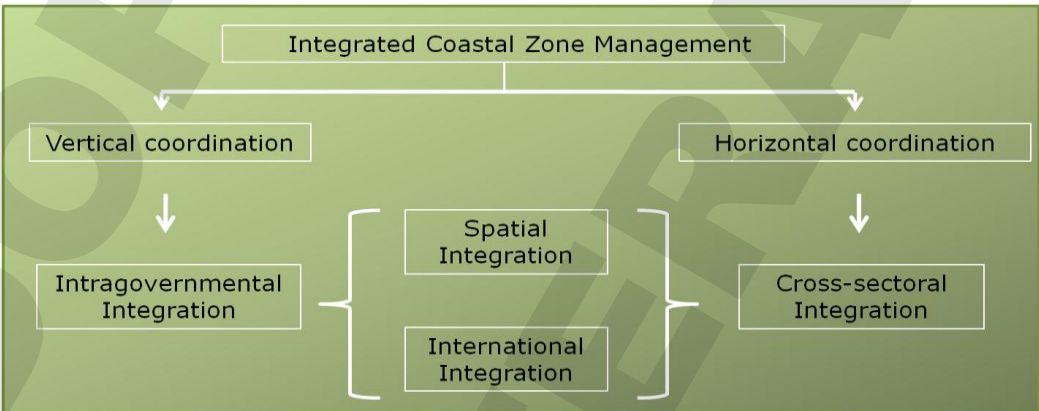 Integrated Coastal Zone Management
Vertical coordination
Horizontal coordination
Spatial
Integration
Intragovernmental
Integration
Cross-sectoral
Integration
International
Integration